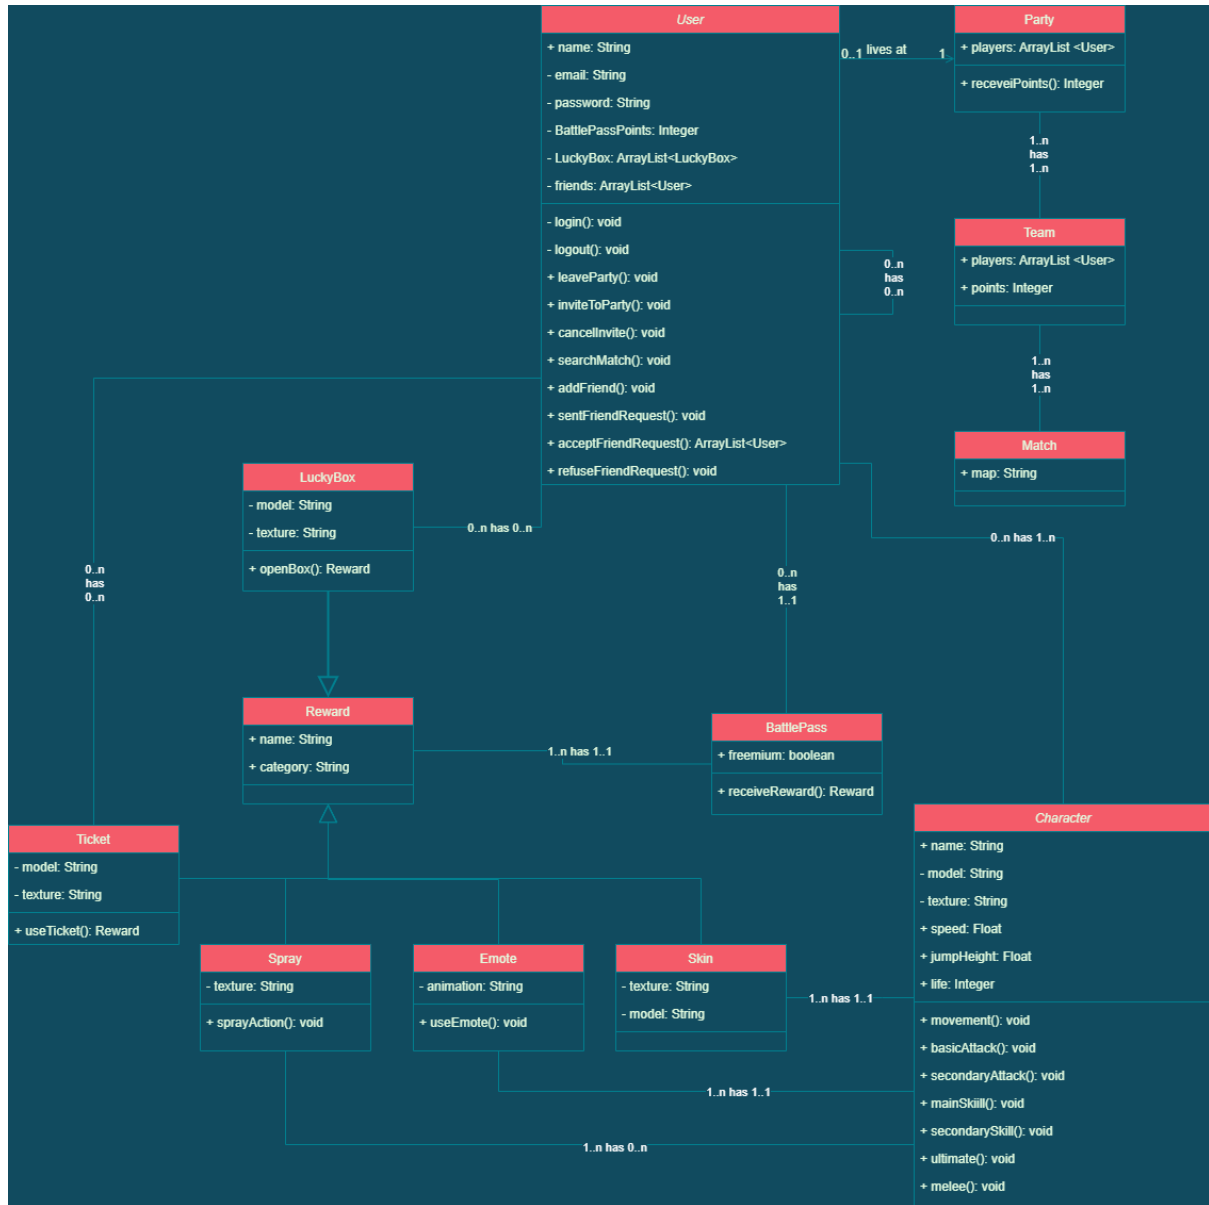 User
+ name: String
- email: String
- password: String
- BattlePassPoints: Integer
- LuckyBox: ArrayList<LuckyBox>
- friends: ArrayList<User>
- login(): void
- logout(): void
+ leaveParty(): void
+ inviteToParty(): void
+ cancelInvite(): void
+ searchMatch(): void
+ addFriend(): void
+ sentFriendRequest(): void
+ acceptFriendRequest(): ArrayList<User>
+ refuseFriendRequest(): void
0..1 lives at 1
Party
+ players: ArrayList <User>
+ receveiPoints(): Integer
1..n
has
1..n
Team
+ players: ArrayList <User>
+ points: Integer
0..n
has
0..n
1..n
has
1..n
Match
+ map: String
LuckyBox
- model: String
- texture: String
+ openBox(): Reward
0..n has 0..n
0..n has 1..n
0..n
has
0..n
0..n
has
1..1
Reward
+ name: String
+ category: String
1..n has 1..1
BattlePass
+ freemium: boolean
+ receiveReward(): Reward
Ticket
- model: String
- texture: String
+ useTicket(): Reward
Spray
- texture: String
+ sprayAction(): void
Emote
- animation: String
+ useEmote(): void
Skin
- texture: String
- model: String
1..n has 1..1
1..n has 1..1
1..n has 0..n
Character
+ name: String
- model: String
- texture: String
+ speed: Float
+ jumpHeight: Float
+ life: Integer
+ movement(): void
+ basicAttack(): void
+ secondaryAttack(): void
+ mainSkiill(): void
+ secondarySkill(): void
+ ultimate(): void
+ melee(): void